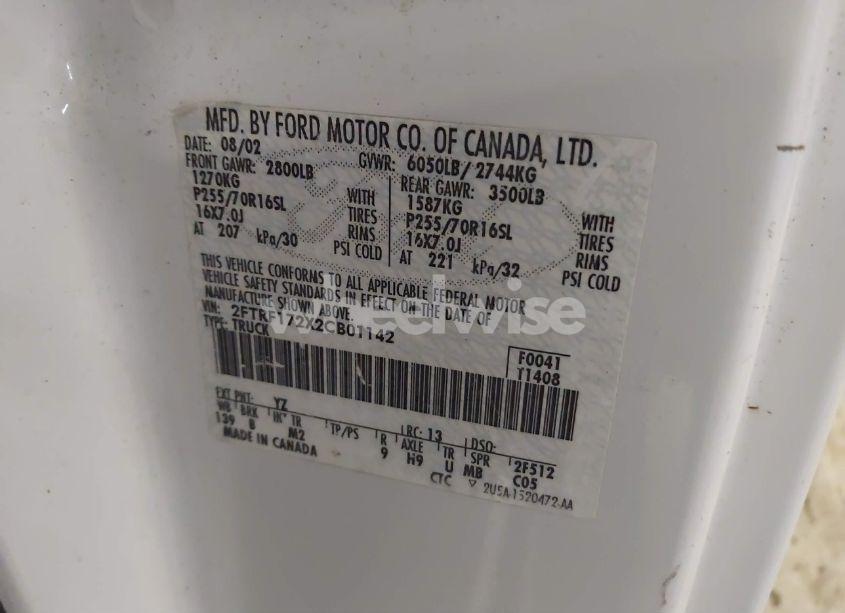 MFD. BY FORD MOTOR CO. OF CANADA, LTD.
DATE: 08/02 GVWR: 6050LB/ 2744KG
FRONT GAWR: 2800LB REAR GAWR: 3500LB
1270KG WITH 1587KG WITH
P255/70R16SL TIRES P255/70R16SL TIRES
16X7.0J RIMS 16X7.0J RIMS
AT 207 kPa/30 PSI COLD AT 221 kPa/32 PSI COLD
THIS VEHICLE CONFORMS TO ALL APPLICABLE FEDERAL MOTOR
VEHICLE SAFETY STANDARDS IN EFFECT ON THE DATE OF
MANUFACTURE SHOWN ABOVE.
VIN: 2FTRF172X2CB01142
TYPE: TRUCK
wheelwise
F0041
T1408
EXT PNT: YZ RC: 13 DSO:
WB BRK INT TR TP/PS R AXLE TR SPR 2F512
139 B M2 9 H9 U MB C05
MADE IN CANADA CTC ▽ 2U5A-1520472-AA